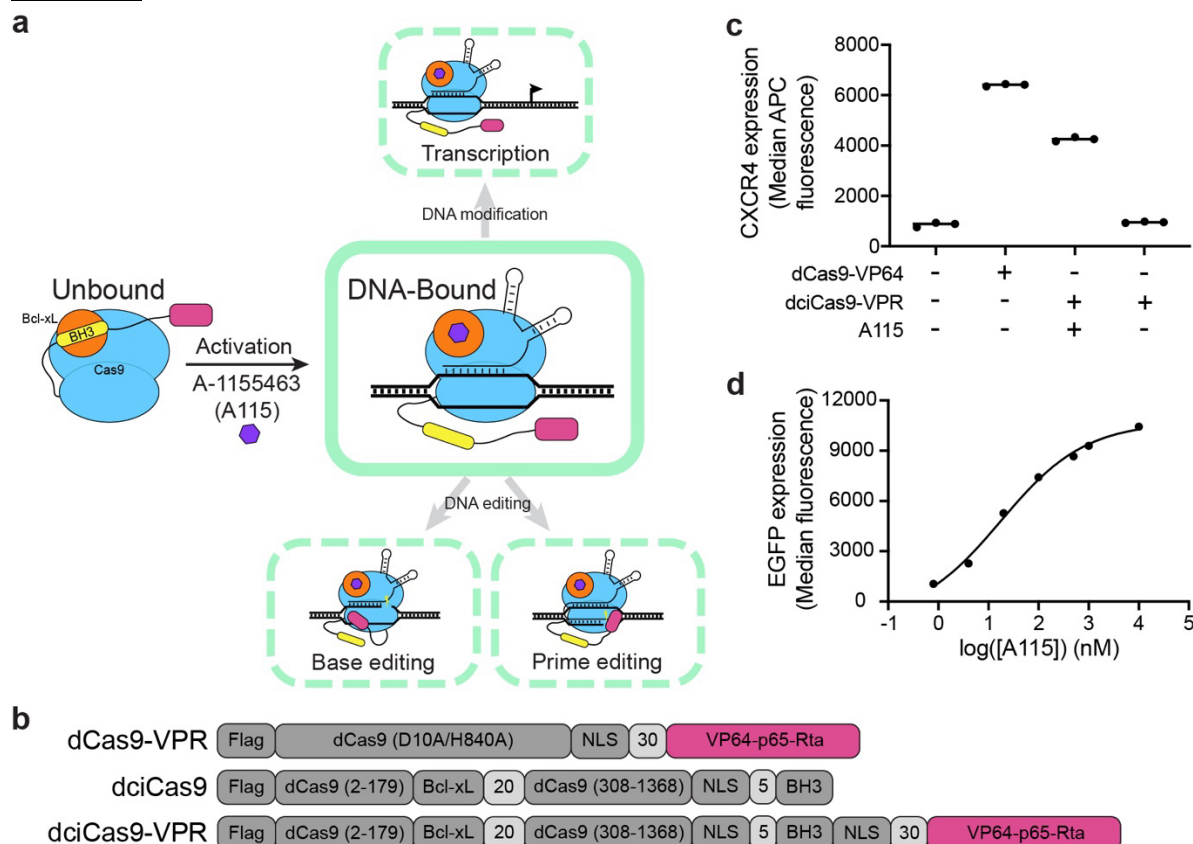 a
Transcription
DNA modification
Unbound
Bcl-xL
BH3
Cas9
Activation
A-1155463
(A115)
DNA-Bound
DNA editing
Base editing
Prime editing
c
CXCR4 expression
(Median APC
fluorescence)
8000
6000
4000
2000
0
dCas9-VP64 - + - -
dciCas9-VPR - - + +
A115 - - + -
d
EGFP expression
(Median fluorescence)
12000
9000
6000
3000
0
-1 0 1 2 3 4 5
log([A115]) (nM)
b
dCas9-VPR Flag dCas9 (D10A/H840A) NLS 30 VP64-p65-Rta
dciCas9 Flag dCas9 (2-179) Bcl-xL 20 dCas9 (308-1368) NLS 5 BH3
dciCas9-VPR Flag dCas9 (2-179) Bcl-xL 20 dCas9 (308-1368) NLS 5 BH3 NLS 30 VP64-p65-Rta